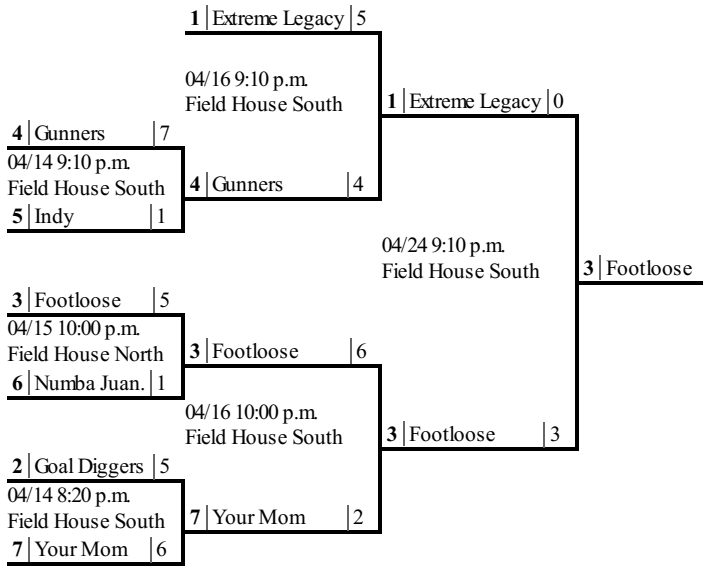 1 Extreme Legacy 5
04/16 9:10 p.m.
Field House South
1 Extreme Legacy 0
4 Gunners 7
04/14 9:10 p.m.
Field House South
4 Gunners 4
5 Indy 1
04/24 9:10 p.m.
Field House South
3 Footloose
3 Footloose 5
04/15 10:00 p.m.
Field House North
3 Footloose 6
6 Numba Juan. 1
04/16 10:00 p.m.
Field House South
3 Footloose 3
2 Goal Diggers 5
04/14 8:20 p.m.
Field House South
7 Your Mom 2
7 Your Mom 6